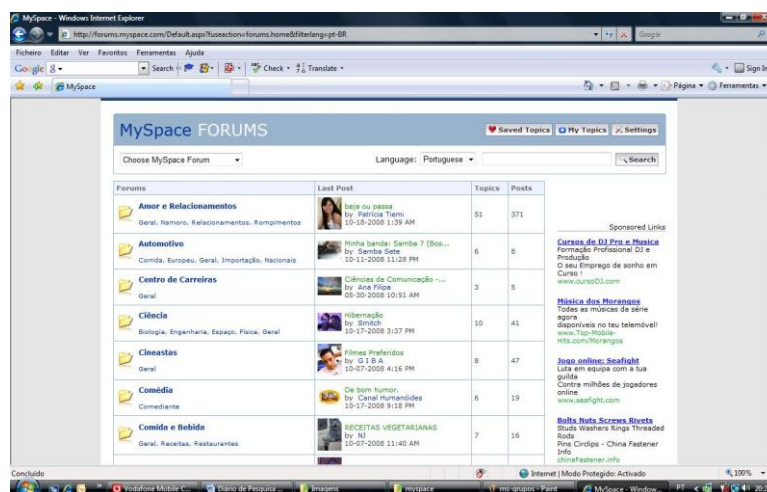 MySpace - Windows Internet Explorer
http://forums.myspace.com/Default.aspx?fuseaction=forums.home&filterlang=pt-BR
Google
Ficheiro Editar Ver Favoritos Ferramentas Ajuda
Google Search Check Translate Sign In
MySpace Página Ferramentas
MySpace FORUMS
Saved Topics My Topics Settings
Choose MySpace Forum Language: Portuguese Search
Forums Last Post Topics Posts
Amor e Relacionamentos
Geral, Namoro, Relacionamentos, Rompimentos
beja ou passa
by Patricia Tiemi
10-18-2008 1:39 AM
51 371
Automotivo
Corrida, Europeu, Geral, Importação, Nacionais
Minha banda: Samba 7 (Boa...
by Samba Sete
10-11-2008 11:28 PM
6 8
Centro de Carreiras
Geral
Ciências de Comunicação -...
by Ana Filipa
05-30-2008 10:51 AM
3 5
Ciência
Biologia, Engenharia, Espaço, Física, Geral
Hibernação
by Smitch
10-17-2008 3:37 PM
10 41
Cineastas
Geral
Filmes Preferidos
by G I B A
10-07-2008 4:16 PM
8 47
Comédia
Comediante
De bom humor.
by Canal Humanóides
10-17-2008 9:18 PM
6 19
Comida e Bebida
Geral, Receitas, Restaurantes
RECEITAS VEGETARIANAS
by NJ
10-07-2008 11:40 AM
7 16
Sponsored Links
Cursos de DJ Pro e Musica
Formação Profissional DJ e
Produção
O seu Emprego de sonho em
Curso !
www.cursoDJ.com
Música dos Morangos
Todas as músicas da série
agora
disponíveis no teu telemóvel!
www.Top-Mobile-
Hits.com/Morangos
Jogo online: Seafight
Luta em equipa com a tua
guilda
Contra milhões de jogadores
online
www.seafight.com
Bolts Nuts Screws Rivets
Studs Washers Rings Threaded
Rods
Pins Circlips - China Fastener
Info
chinafastener.info
Concluído Internet | Modo Protegido: Activado 100%
Vodafone Mobile C... Diário de Pesquisa ... Imagens myspace ms-grupos - Paint MySpace - Window... PT